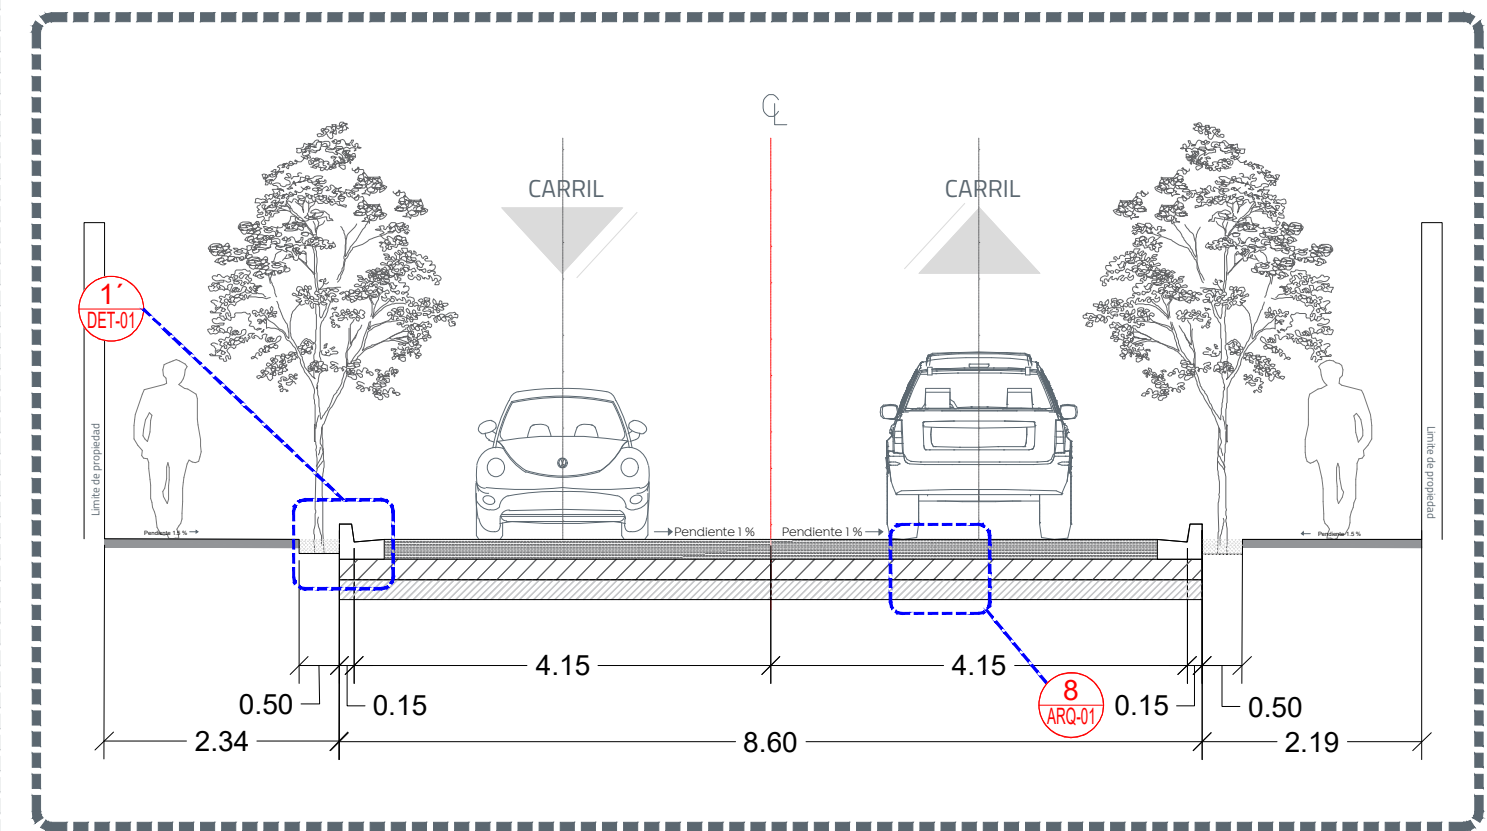 CL
CARRIL
CARRIL
1´
DET-01
Limite de propiedad
Limite de propiedad
Pendiente 1.5 %
Pendiente 1 %
Pendiente 1 %
Pendiente 1.5 %
4.15
4.15
0.50
0.15
8
ARQ-01
0.15
0.50
2.34
8.60
2.19